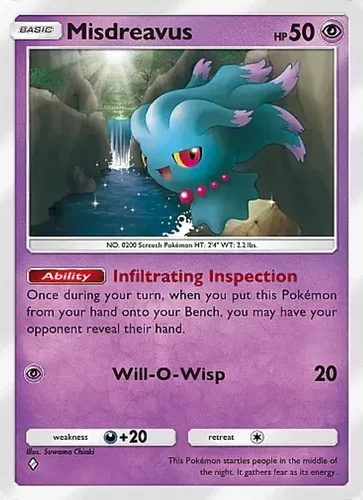 BASIC Misdreavus HP 50
NO. 0200 Screech Pokémon HT: 2'4" WT: 2.2 lbs.
Ability Infiltrating Inspection
Once during your turn, when you put this Pokémon
from your hand onto your Bench, you may have your
opponent reveal their hand.
Will-O-Wisp 20
weakness +20 retreat
Illus. Suwama Chiaki
This Pokémon startles people in the middle of
the night. It gathers fear as its energy.